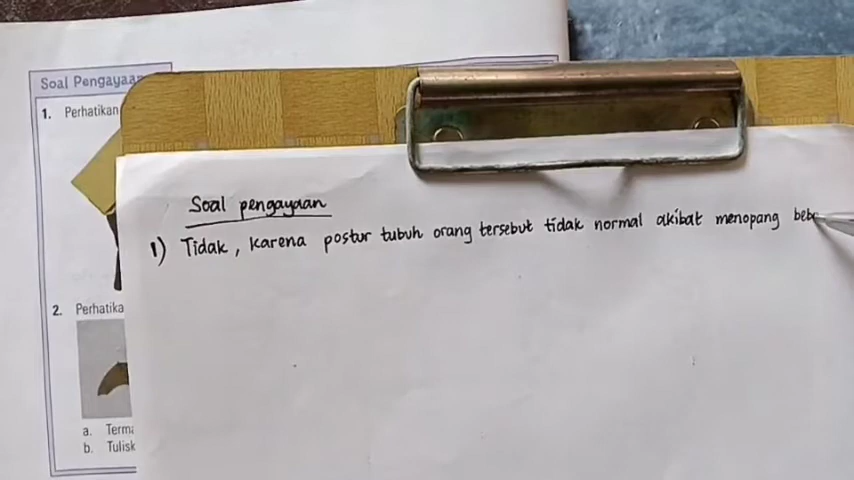 Soal Pengayaan
1. Perhatikan
Soal pengayaan
1) Tidak, karena postur tubuh orang tersebut tidak normal akibat menopang beb
2. Perhatika
a. Term
b. Tulisk